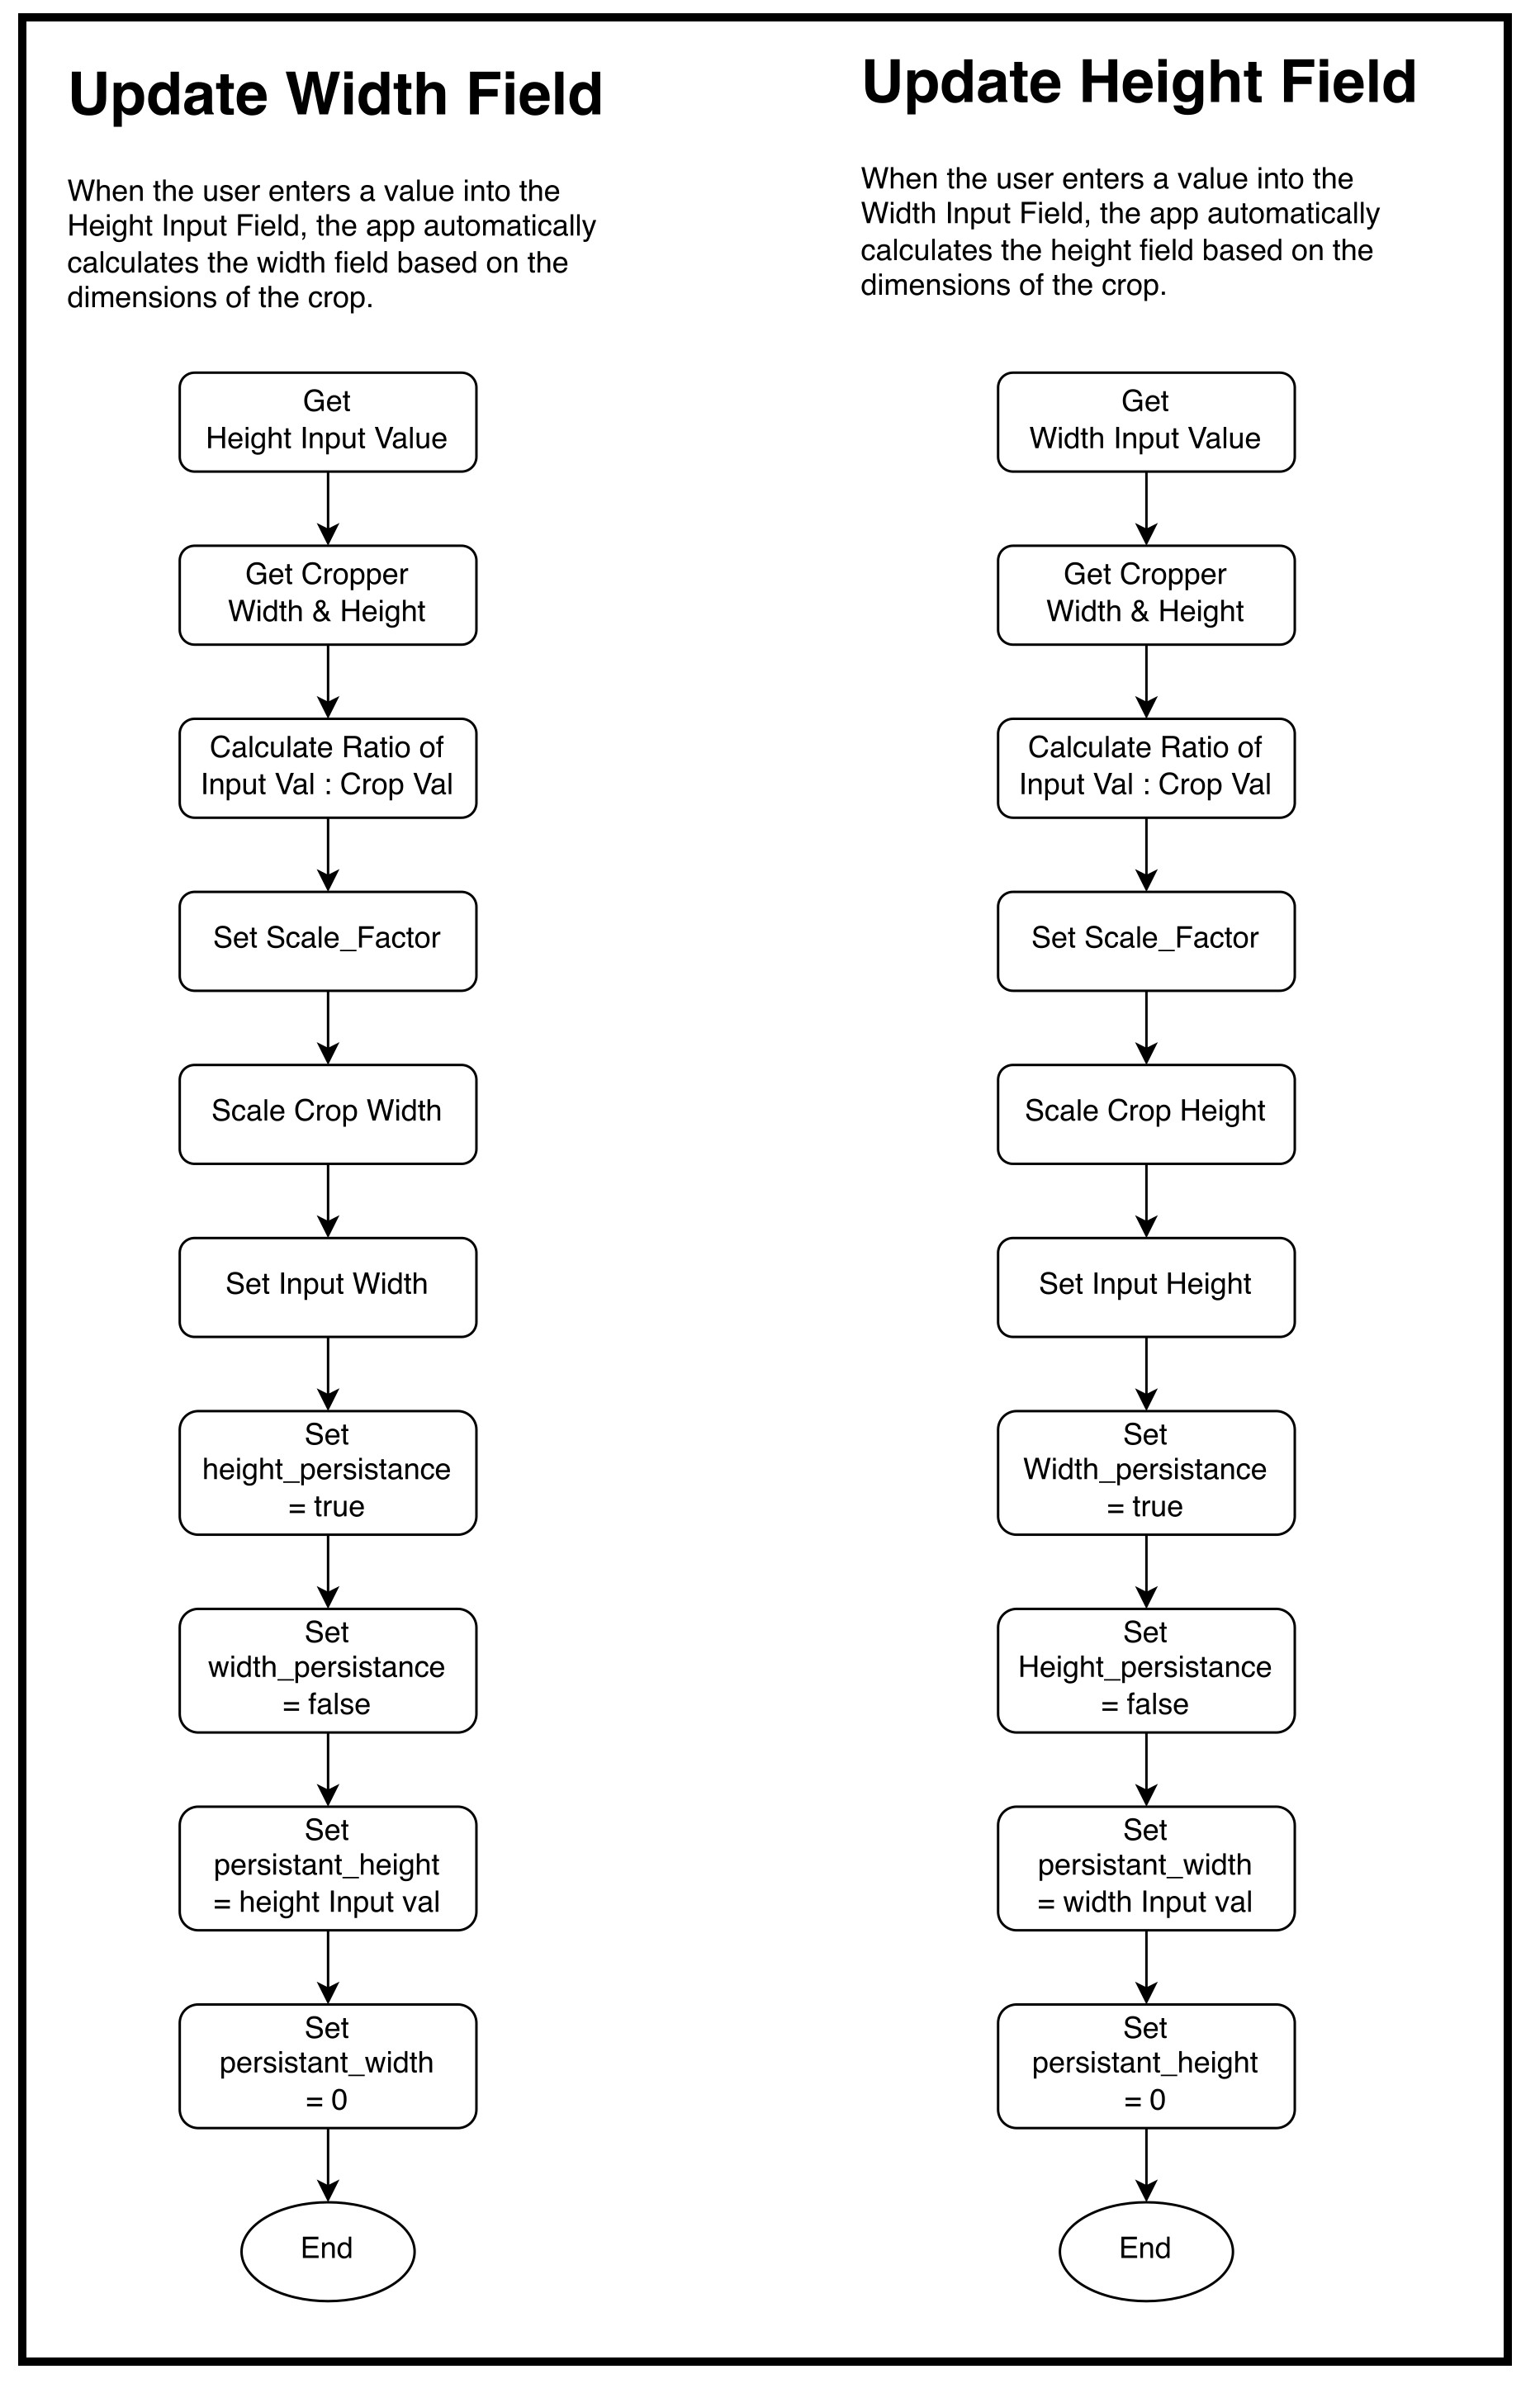 Update Width Field
When the user enters a value into the
Height Input Field, the app automatically
calculates the width field based on the
dimensions of the crop.
Get
Height Input Value
Get Cropper
Width & Height
Calculate Ratio of
Input Val : Crop Val
Set Scale_Factor
Scale Crop Width
Set Input Width
Set
height_persistance
= true
Set
width_persistance
= false
Set
persistant_height
= height Input val
Set
persistant_width
= 0
End
Update Height Field
When the user enters a value into the
Width Input Field, the app automatically
calculates the height field based on the
dimensions of the crop.
Get
Width Input Value
Get Cropper
Width & Height
Calculate Ratio of
Input Val : Crop Val
Set Scale_Factor
Scale Crop Height
Set Input Height
Set
Width_persistance
= true
Set
Height_persistance
= false
Set
persistant_width
= width Input val
Set
persistant_height
= 0
End